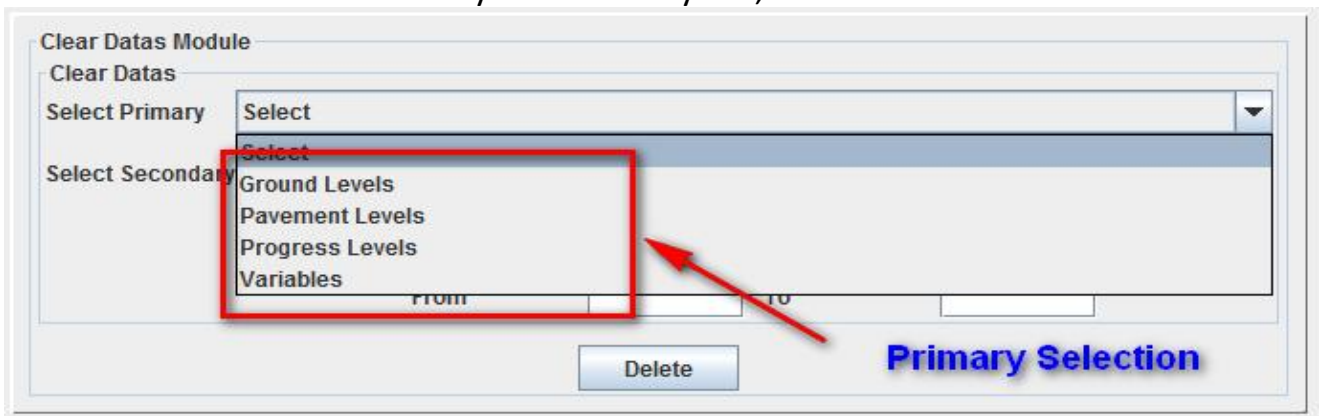 Clear Datas Module
Clear Datas
Select Primary Select
Select
Select Secondary
Ground Levels
Pavement Levels
Progress Levels
Variables
From To
Delete
Primary Selection